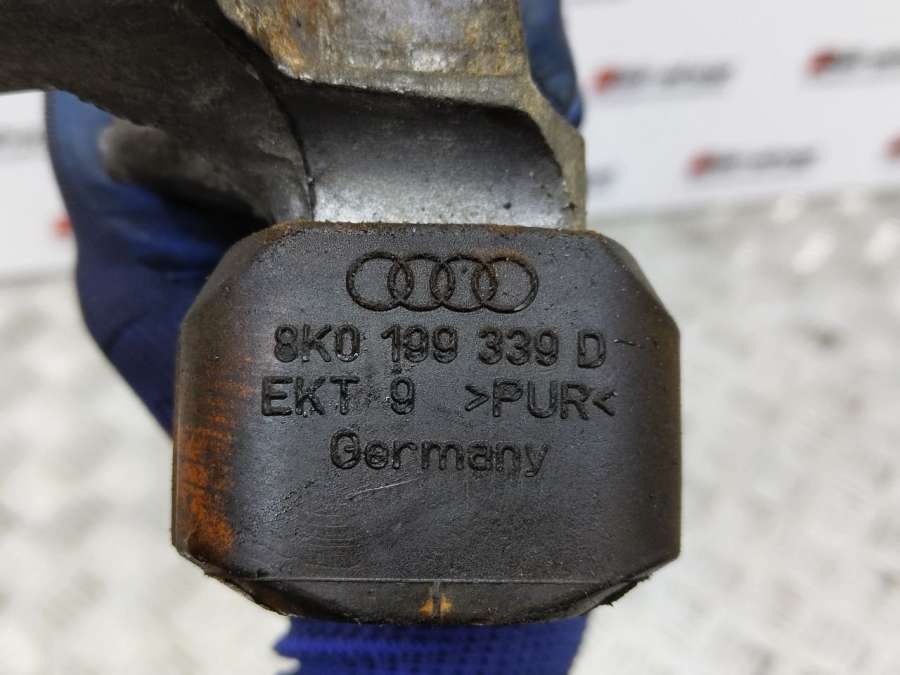 8K0 199 339 D
EKT 9 >PUR<
Germany